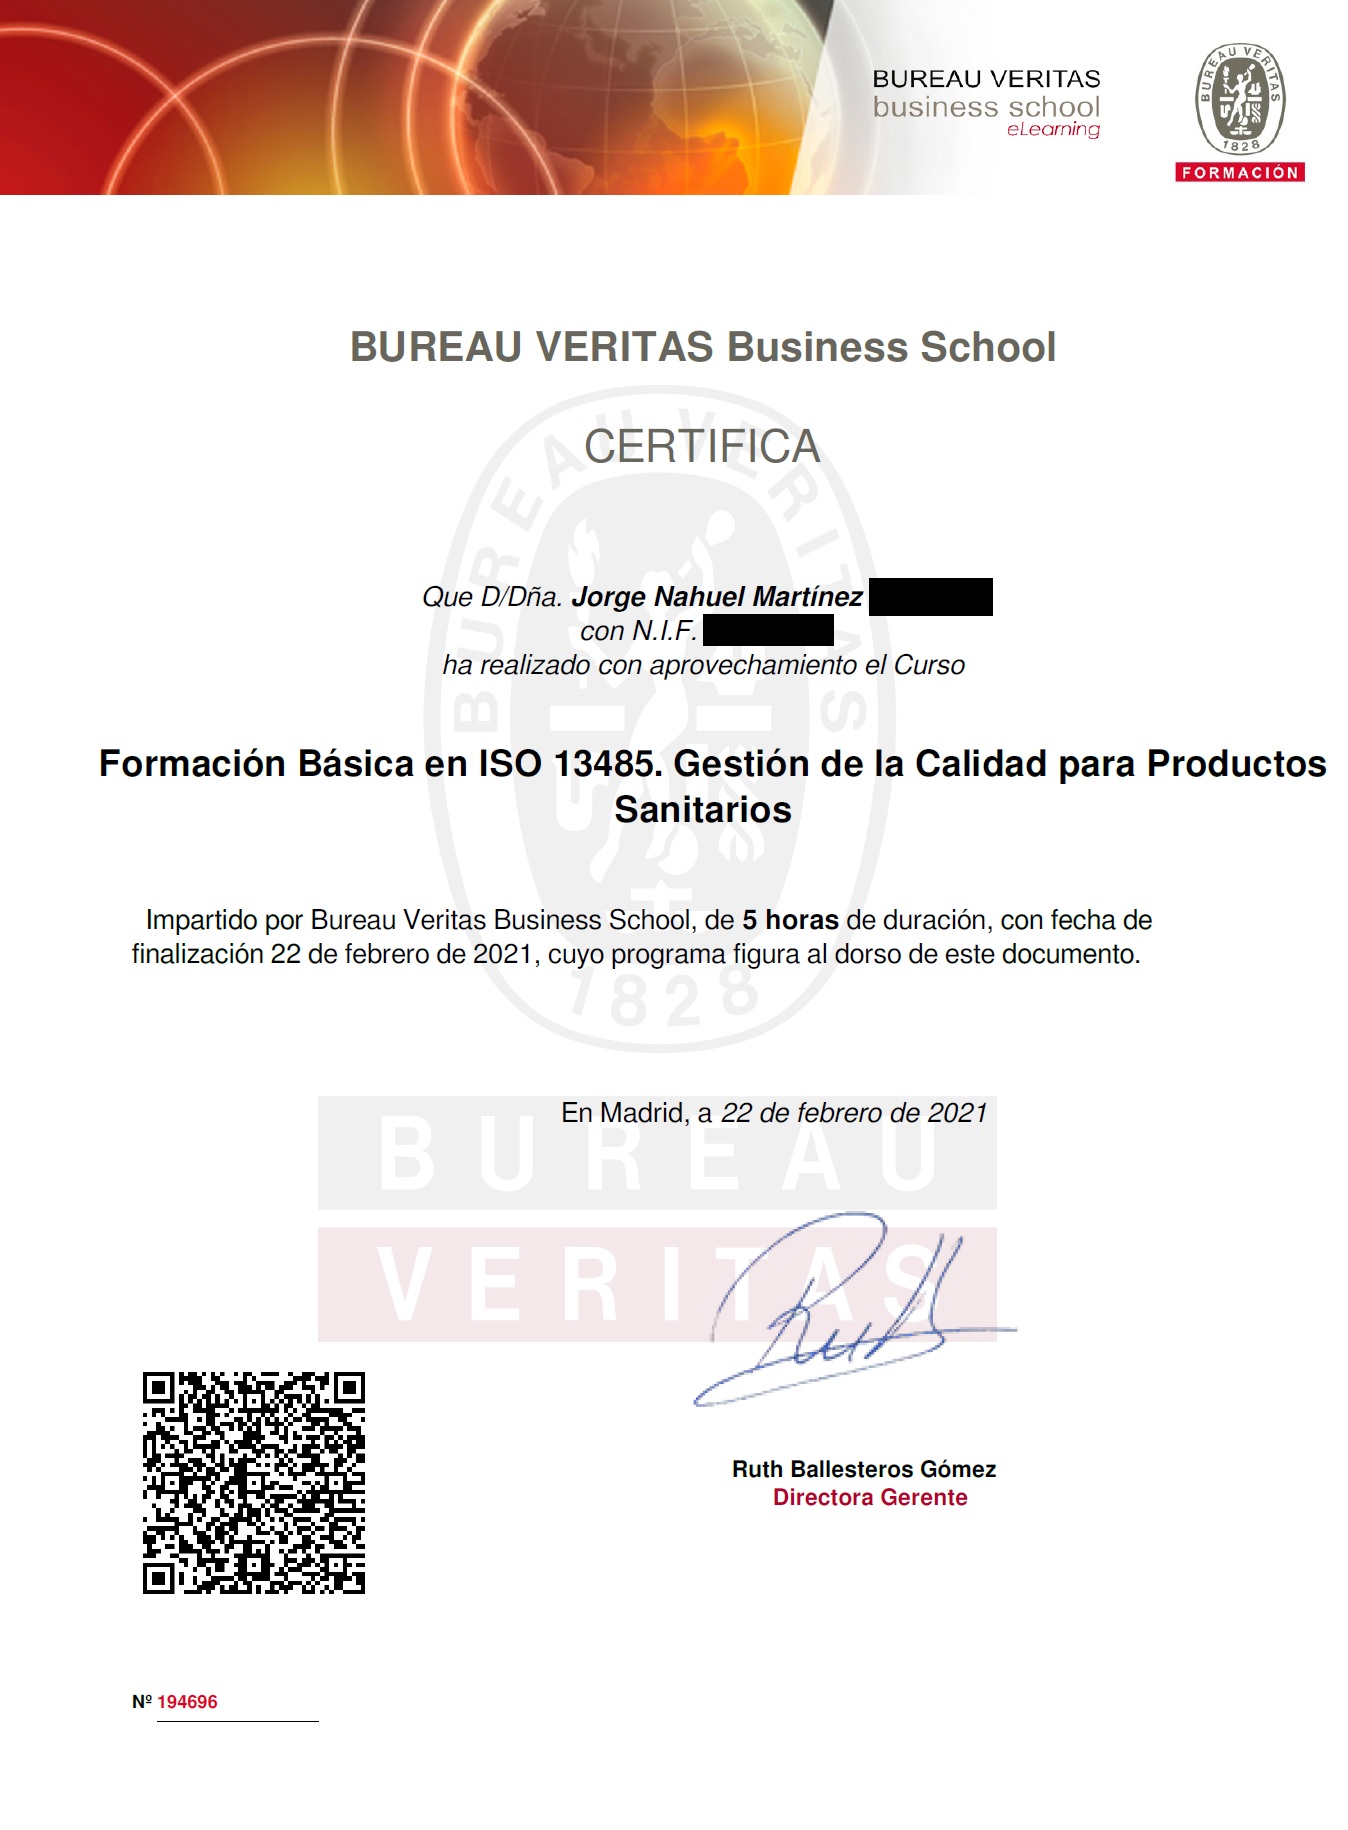 BUREAU VERITAS
business school
eLearning
BUREAU VERITAS
1828
FORMACIÓN
BUREAU VERITAS Business School
CERTIFICA
Que D/Dña. Jorge Nahuel Martínez
con N.I.F.
ha realizado con aprovechamiento el Curso
Formación Básica en ISO 13485. Gestión de la Calidad para Productos
Sanitarios
Impartido por Bureau Veritas Business School, de 5 horas de duración, con fecha de
finalización 22 de febrero de 2021, cuyo programa figura al dorso de este documento.
BUREAU VERITAS
1828
En Madrid, a 22 de febrero de 2021
BUREAU
VERITAS
Ruth
Ruth Ballesteros Gómez
Directora Gerente
Nº 194696